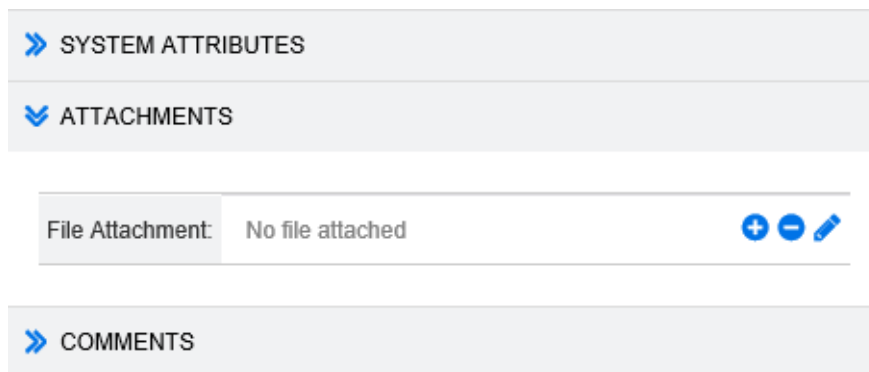 SYSTEM ATTRIBUTES
ATTACHMENTS
File Attachment: No file attached
COMMENTS